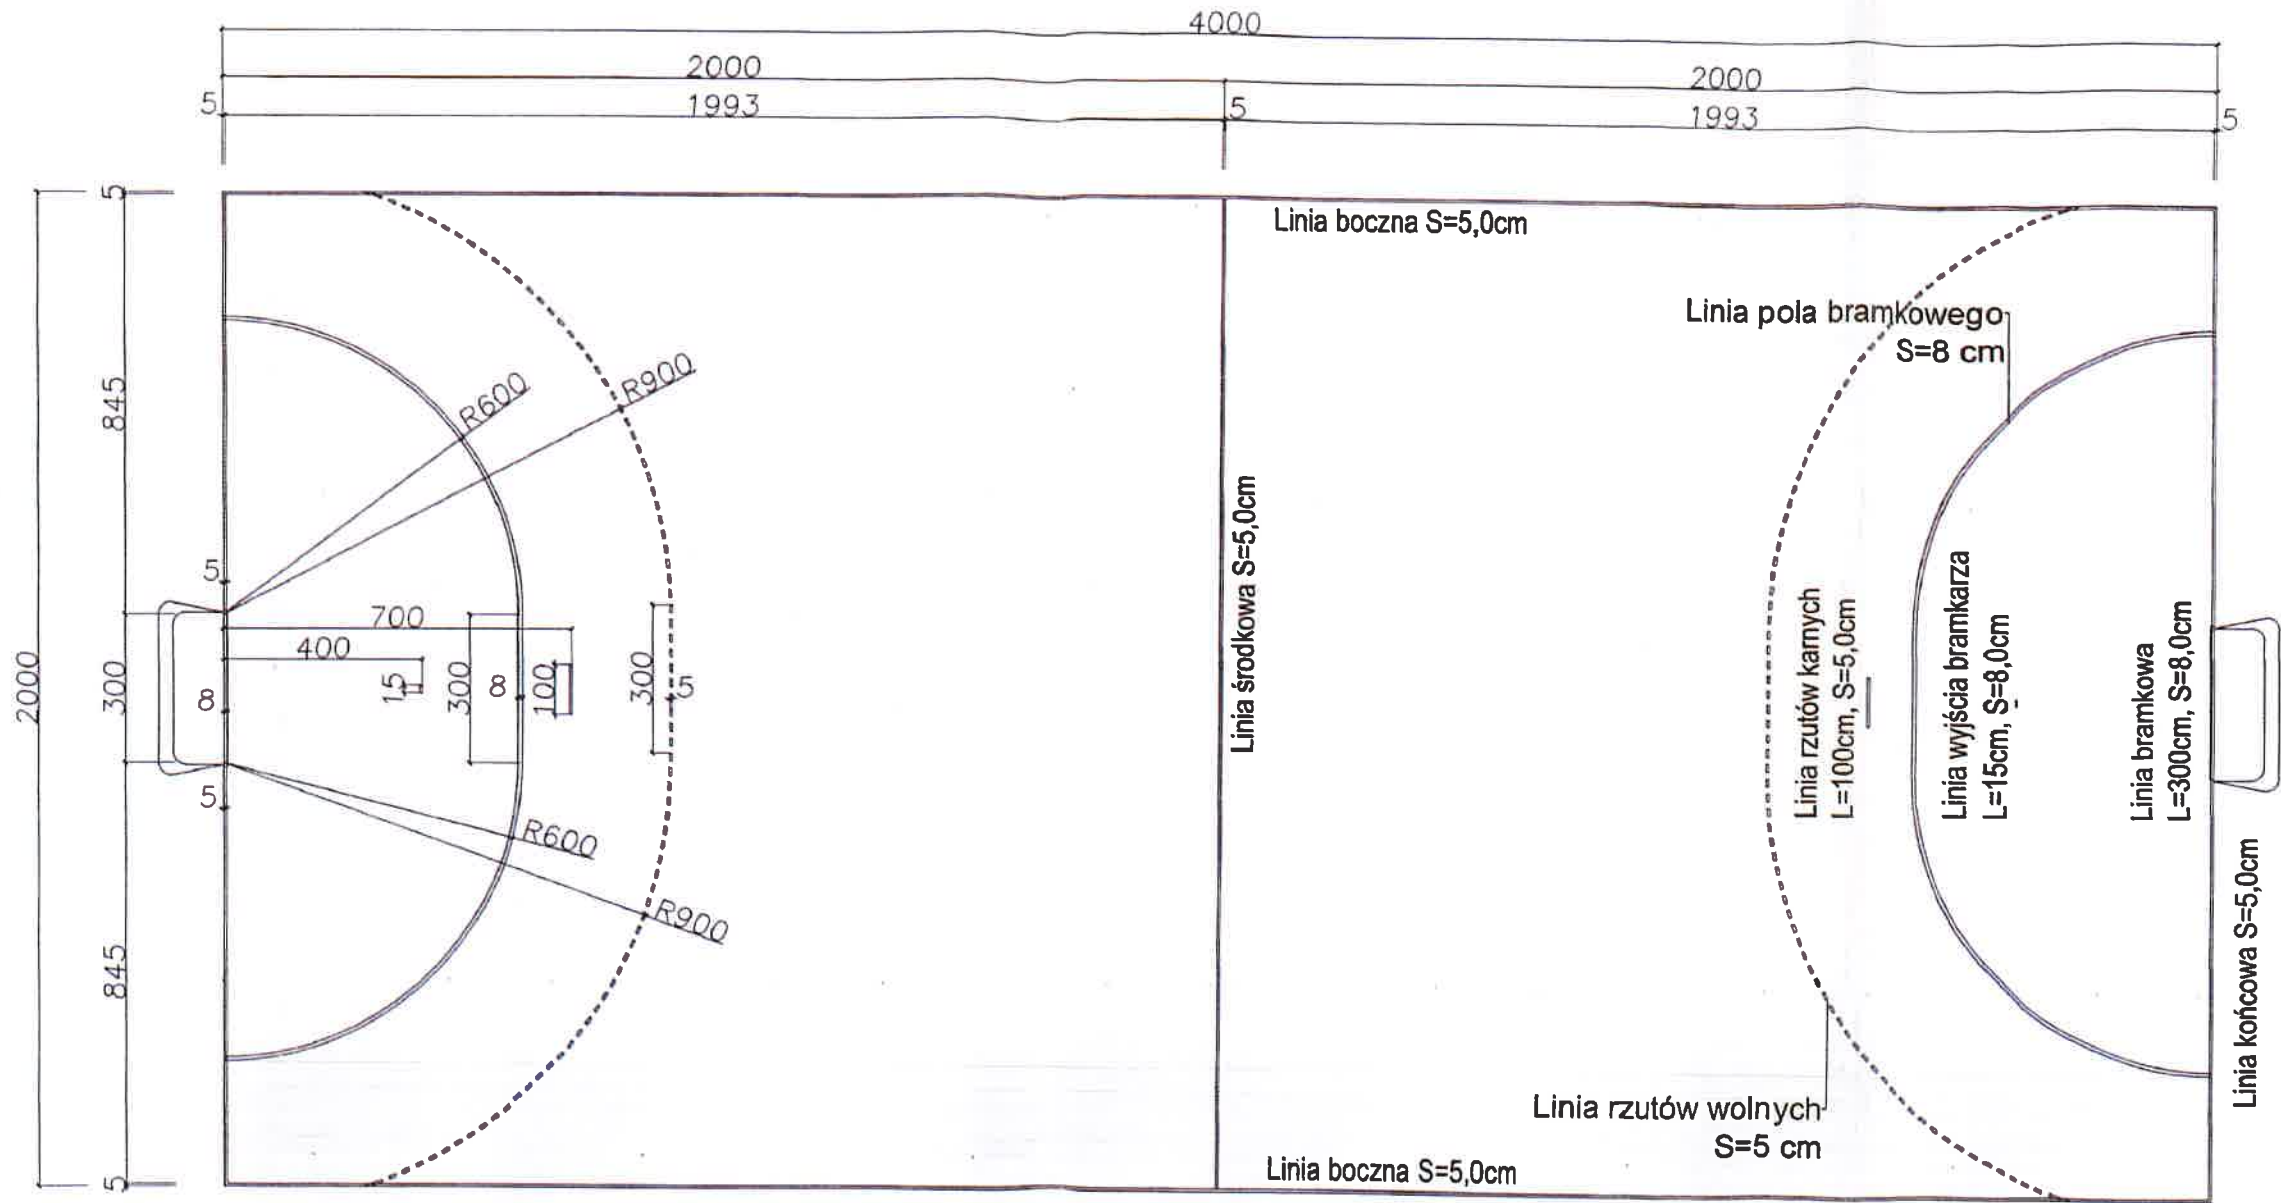 4000
2000
2000
5
1993
5
1993
5
5
845
2000
300
845
5
Linia boczna S=5,0cm
Linia pola bramkowego
S=8 cm
R600
R900
5
700
400
15
300
8
100
300
5
8
5
R600
R900
Linia środkowa S=5,0cm
Linia rzutów karnych
L=100cm, S=5,0cm
Linia wyjścia bramkarza
L=15cm, S=8,0cm
Linia bramkowa
L=300cm, S=8,0cm
Linia końcowa S=5,0cm
Linia rzutów wolnych
S=5 cm
Linia boczna S=5,0cm